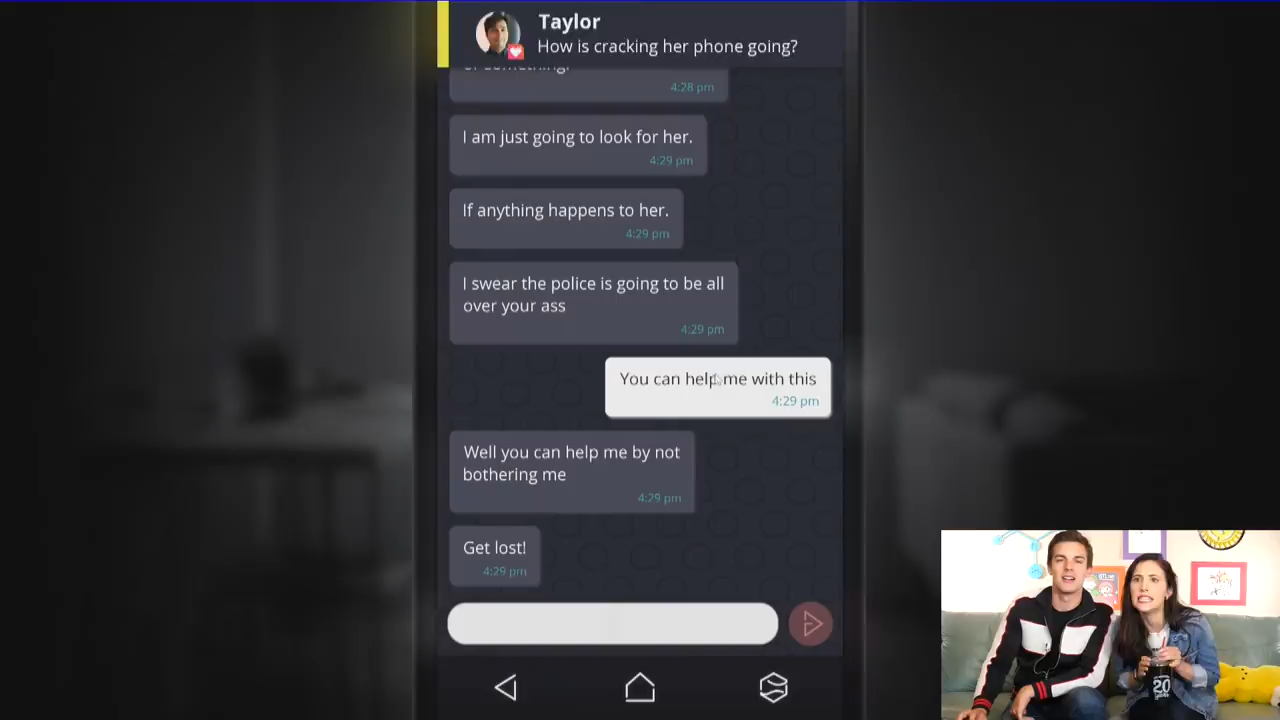 Taylor
How is cracking her phone going?
or something!
4:28 pm
I am just going to look for her.
4:29 pm
If anything happens to her.
4:29 pm
I swear the police is going to be all
over your ass
4:29 pm
You can help me with this
4:29 pm
Well you can help me by not
bothering me
4:29 pm
Get lost!
4:29 pm
20